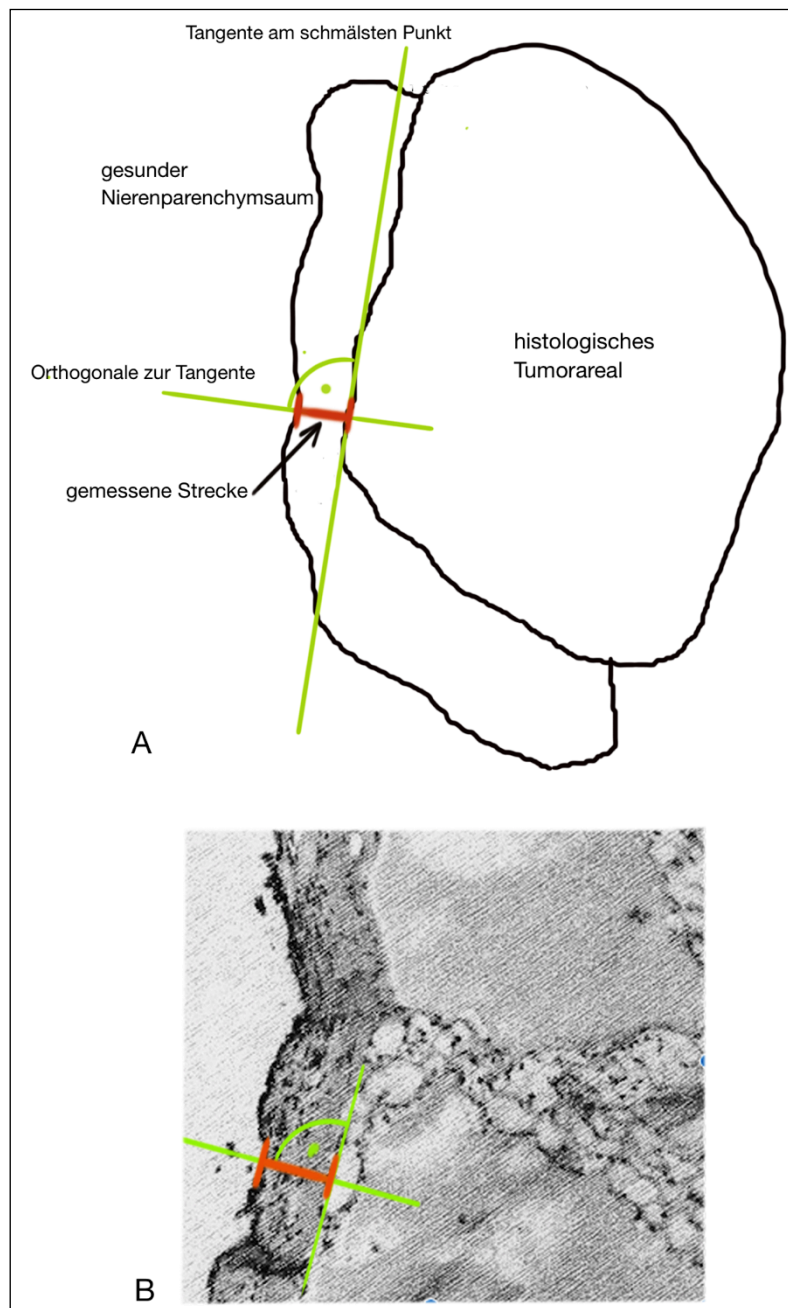 Tangente am schmälsten Punkt
gesunder
Nierenparenchymsaum
histologisches
Tumorareal
Orthogonale zur Tangente
gemessene Strecke
A
B